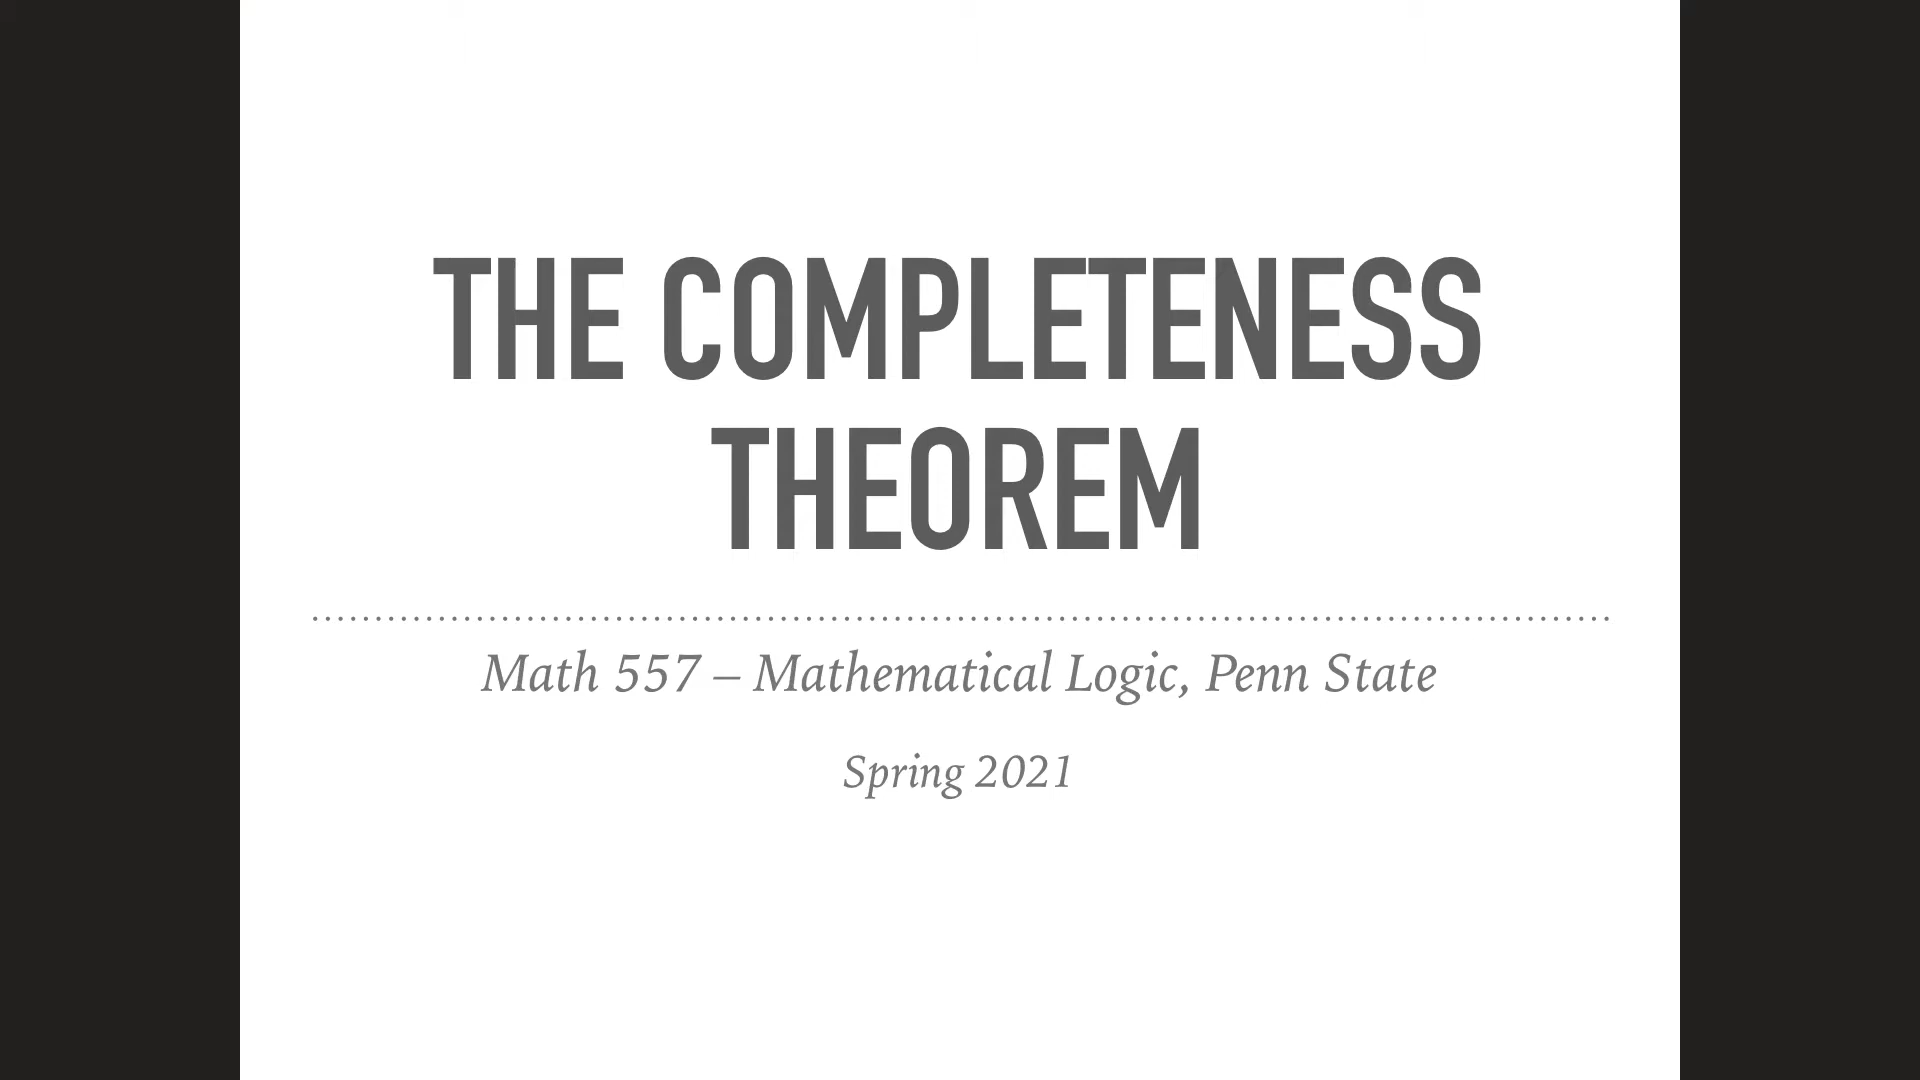 THE COMPLETENESS
THEOREM
Math 557 – Mathematical Logic, Penn State
Spring 2021